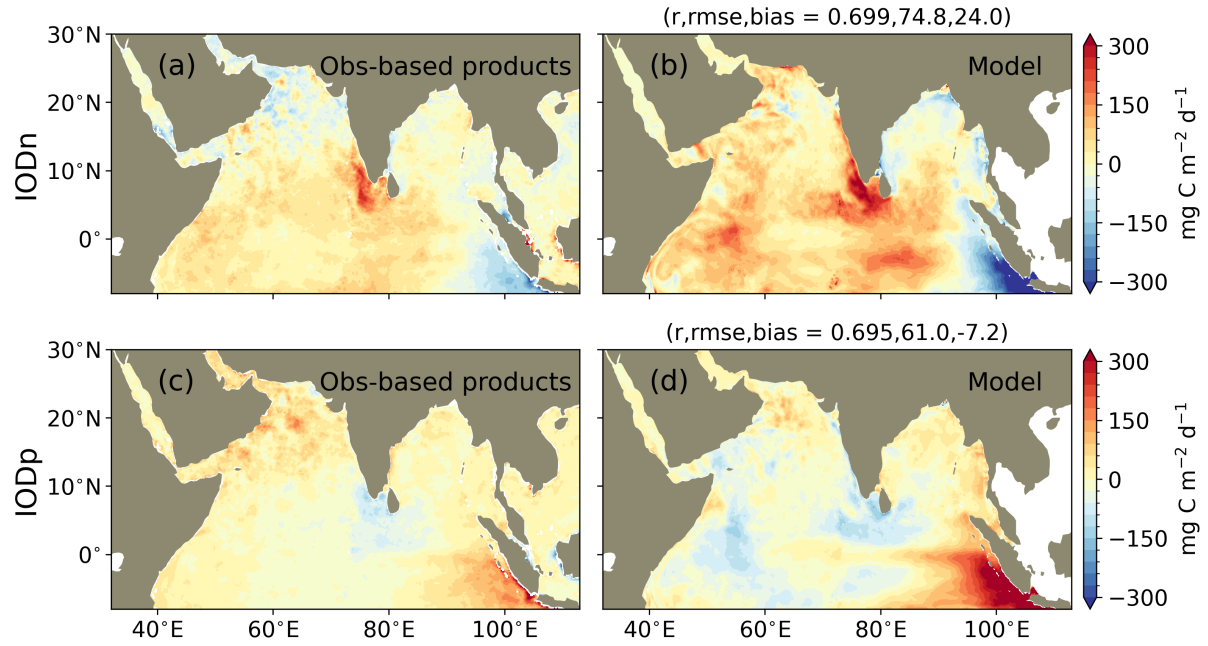 (r,rmse,bias = 0.699,74.8,24.0)
30°N
20°N
10°N
0°
IODn
(a) Obs-based products
(b) Model
300
150
0
−150
−300
mg C m⁻² d⁻¹
(r,rmse,bias = 0.695,61.0,-7.2)
30°N
20°N
10°N
0°
IODp
(c) Obs-based products
(d) Model
300
150
0
−150
−300
mg C m⁻² d⁻¹
40°E 60°E 80°E 100°E
40°E 60°E 80°E 100°E